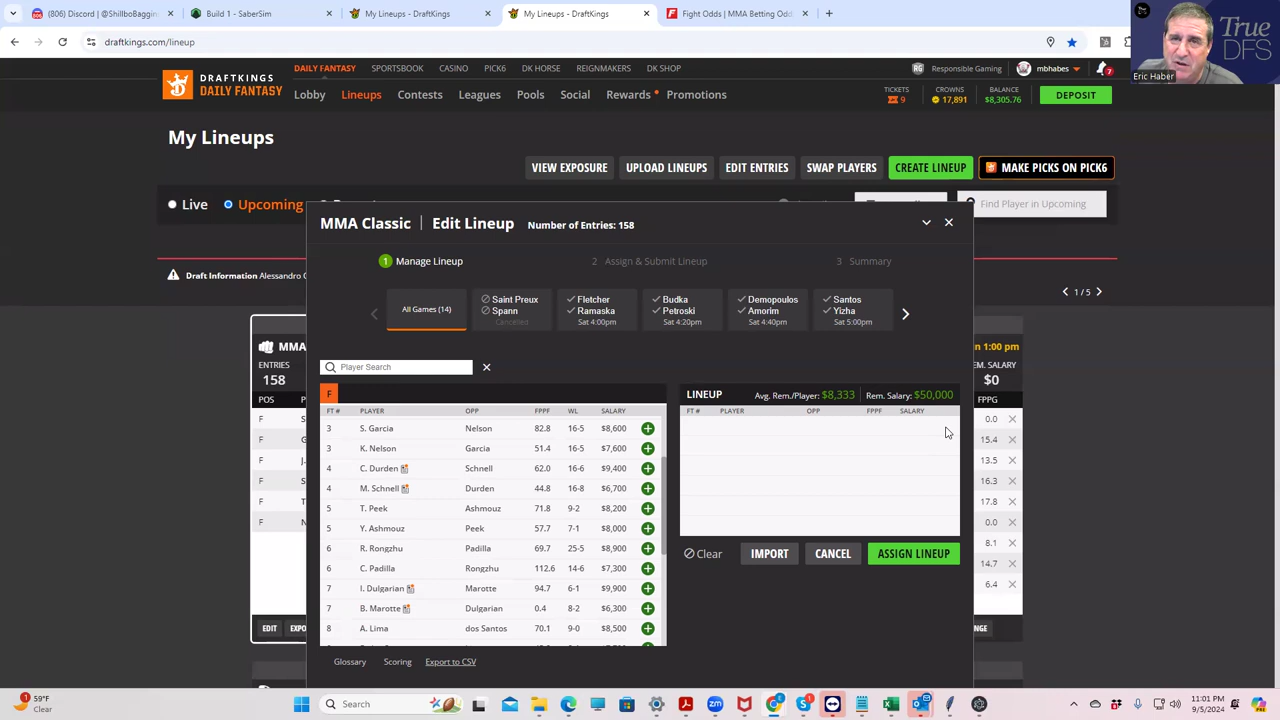 (806) Discord | @ShilboBaggin
Build 1 - SaberSim
My Lineups - DraftKings
My Lineups - DraftKings
Fight Odds | MMA Betting Odd
draftkings.com/lineup
True
DFS
Eric Haber
DRAFTKINGS
DAILY FANTASY
DAILY FANTASY SPORTSBOOK CASINO PICK6 DK HORSE REIGNMAKERS DK SHOP
Responsible Gaming mbhabes 7
Lobby Lineups Contests Leagues Pools Social Rewards Promotions
TICKETS 9
CROWNS 17,891
BALANCE $8,305.76
DEPOSIT
My Lineups
VIEW EXPOSURE UPLOAD LINEUPS EDIT ENTRIES SWAP PLAYERS CREATE LINEUP MAKE PICKS ON PICK6
Live Upcoming
Find Player in Upcoming
MMA Classic | Edit Lineup Number of Entries: 158
1 Manage Lineup 2 Assign & Submit Lineup 3 Summary
Draft Information Alessandro
1 / 5
All Games (14)
Saint Preux
Spann
Cancelled
Fletcher
Ramaska
Sat 4:00pm
Budka
Petroski
Sat 4:20pm
Demopoulos
Amorim
Sat 4:40pm
Santos
Yizha
Sat 5:00pm
MMA
n 1:00 pm
ENTRIES
158
REM. SALARY
$0
Player Search
F
FT # PLAYER OPP FPPF WL SALARY
3 S. Garcia Nelson 82.8 16-5 $8,600
3 K. Nelson Garcia 51.4 16-5 $7,600
4 C. Durden Schnell 62.0 16-6 $9,400
4 M. Schnell Durden 44.8 16-8 $6,700
5 T. Peek Ashmouz 71.8 9-2 $8,200
5 Y. Ashmouz Peek 57.7 7-1 $8,000
6 R. Rongzhu Padilla 69.7 25-5 $8,900
6 C. Padilla Rongzhu 112.6 14-6 $7,300
7 I. Dulgarian Marotte 94.7 6-1 $9,900
7 B. Marotte Dulgarian 0.4 8-2 $6,300
8 A. Lima dos Santos 70.1 9-0 $8,500
LINEUP Avg. Rem./Player: $8,333 Rem. Salary: $50,000
FT # PLAYER OPP FPPF SALARY
Clear IMPORT CANCEL ASSIGN LINEUP
POS
F S
F G
F J.
F S
F T
F N
FPPG
0.0
15.4
13.5
16.3
17.8
0.0
8.1
14.7
6.4
EDIT EXPO
NGE
Glossary Scoring Export to CSV
1
59°F
Clear
Search
11:01 PM
9/5/2024